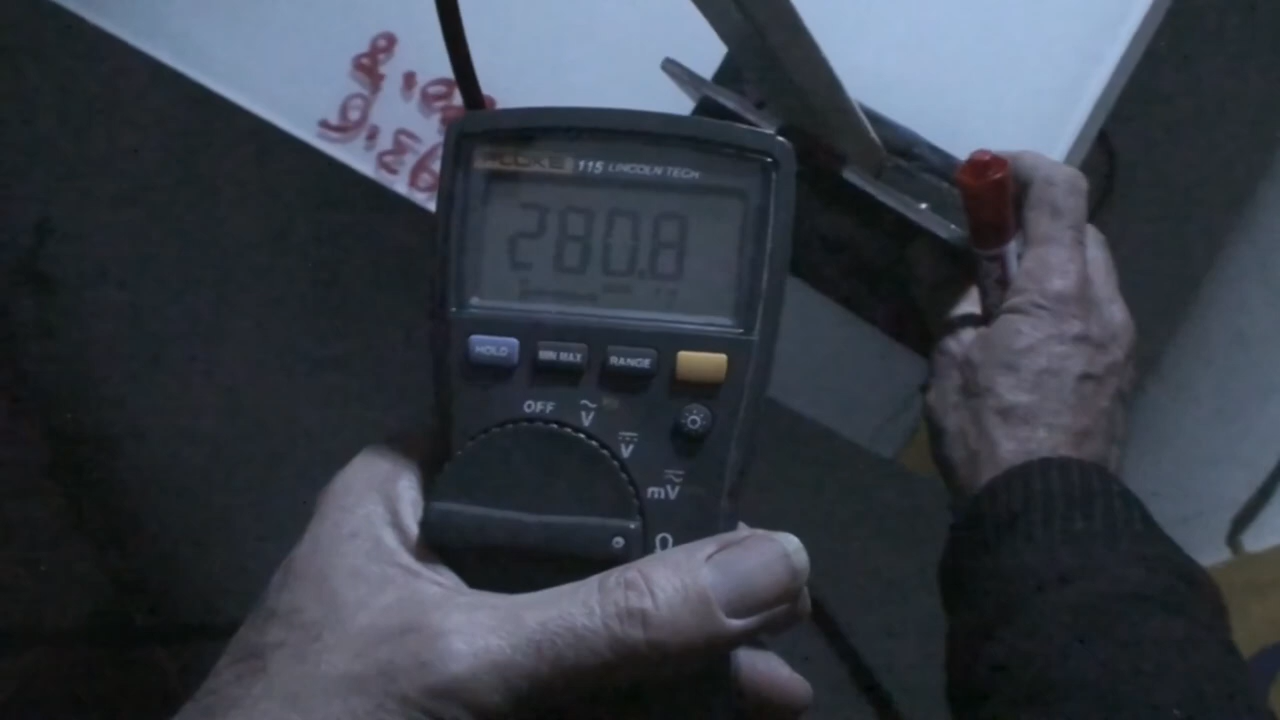 FLUKE 115 LINCOLN TECH
280.8
HOLD MIN MAX RANGE
OFF Ṽ
V
mV
Ω